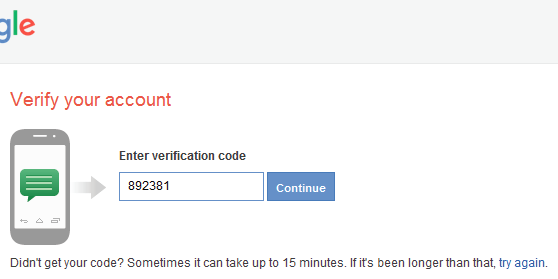 gle
Verify your account
Enter verification code
892381 Continue
Didn't get your code? Sometimes it can take up to 15 minutes. If it's been longer than that, try again.